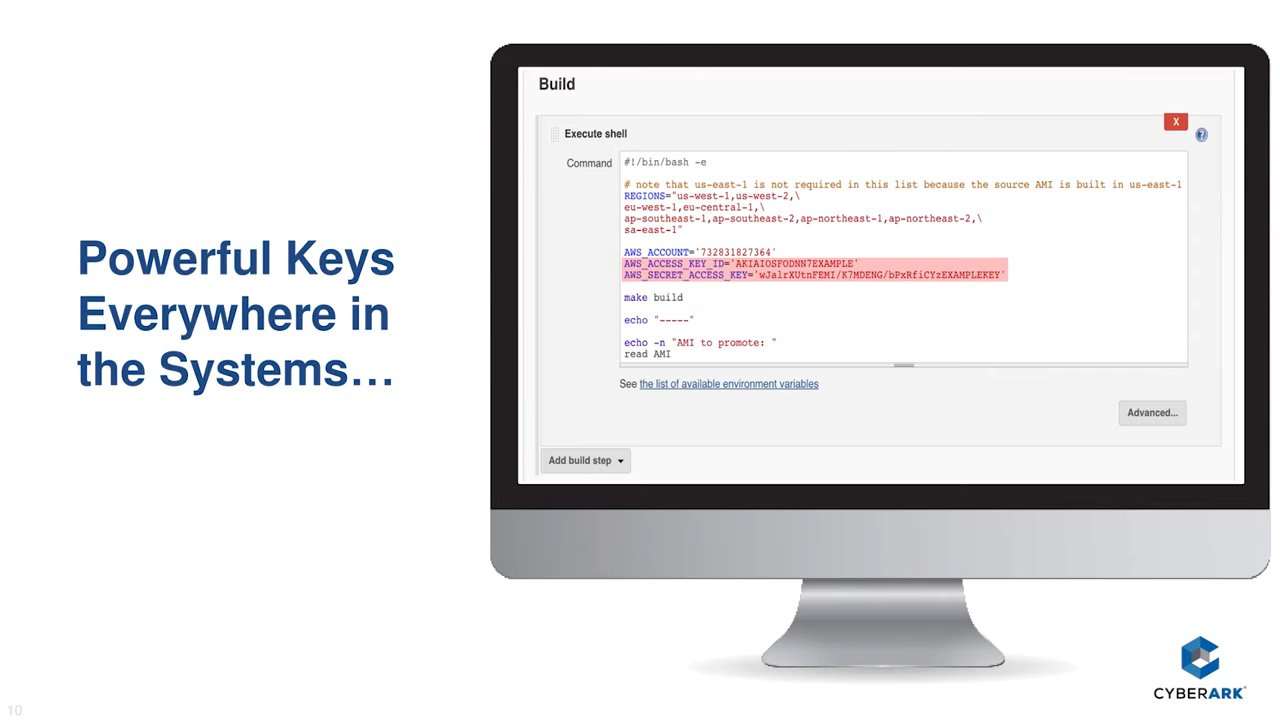 Powerful Keys
Everywhere in
the Systems…
Build
X
Execute shell
Command
#!/bin/bash -e
# note that us-east-1 is not required in this list because the source AMI is built in us-east-1
REGIONS="us-west-1,us-west-2,\
eu-west-1,eu-central-1,\
ap-southeast-1,ap-southeast-2,ap-northeast-1,ap-northeast-2,\
sa-east-1"
AWS_ACCOUNT='732831827364'
AWS_ACCESS_KEY_ID='AKIAIOSFODNN7EXAMPLE'
AWS_SECRET_ACCESS_KEY='wJalrXUtnFEMI/K7MDENG/bPxRfiCYzEXAMPLEKEY'
make build
echo "-----"
echo -n "AMI to promote: "
read AMI
See the list of available environment variables
Advanced...
Add build step
CYBERARK
10